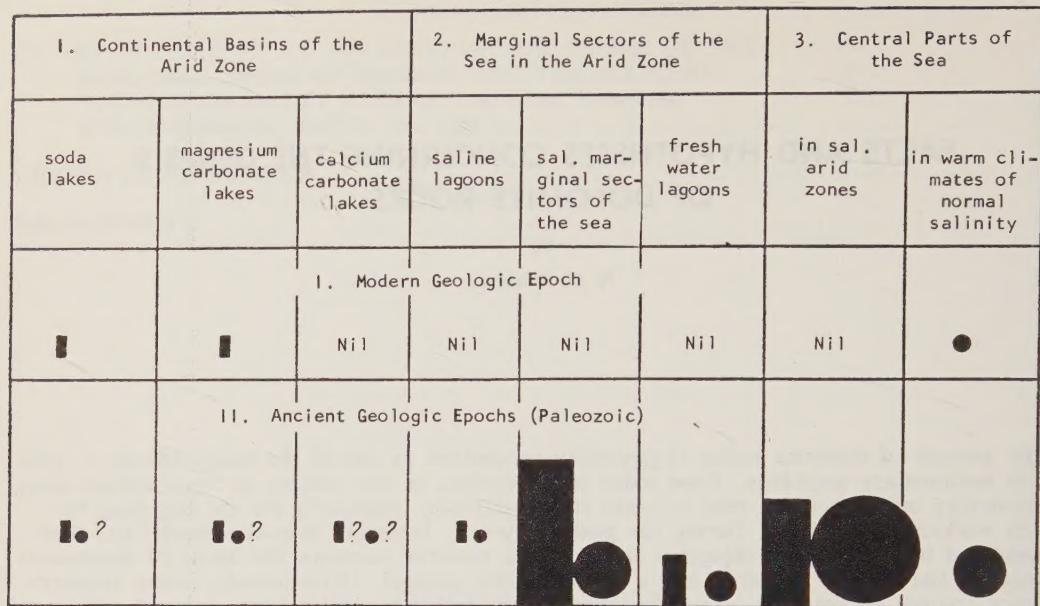 1. Continental Basins of the
Arid Zone
2. Marginal Sectors of the
Sea in the Arid Zone
3. Central Parts of
the Sea
soda
lakes
magnesium
carbonate
lakes
calcium
carbonate
lakes
saline
lagoons
sal. mar-
ginal sec-
tors of
the sea
fresh
water
lagoons
in sal.
arid
zones
in warm cli-
mates of
normal
salinity
I. Modern Geologic Epoch
Nil
Nil
Nil
Nil
Nil
II. Ancient Geologic Epochs (Paleozoic)
?
?
? ?